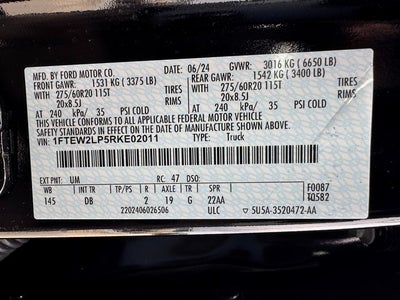 MFD. BY FORD MOTOR CO. 06/24 GVWR: 3016 KG ( 6650 LB)
FRONT GAWR: 1531 KG ( 3375 LB) REAR GAWR: 1542 KG ( 3400 LB)
WITH 275/60R20 115T TIRES WITH 275/60R20 115T TIRES
20x8.5J RIMS 20x8.5J RIMS
AT 240 kPa/ 35 PSI COLD AT 240 kPa/ 35 PSI COLD
THIS VEHICLE CONFORMS TO ALL APPLICABLE FEDERAL MOTOR VEHICLE
SAFETY AND THEFT PREVENTION STANDARDS IN EFFECT ON THE DATE OF
MANUFACTURE SHOWN ABOVE.
VIN: 1FTEW2LP5RKE02011 TYPE: Truck
EXT PNT: UM RC: 47 DSO: F0087
WB INT TR TP/PS R AXLE TR SPR T0582
145 DB 2 19 G 22AA
2202406026506 ULC 5U5A-3520472-AA